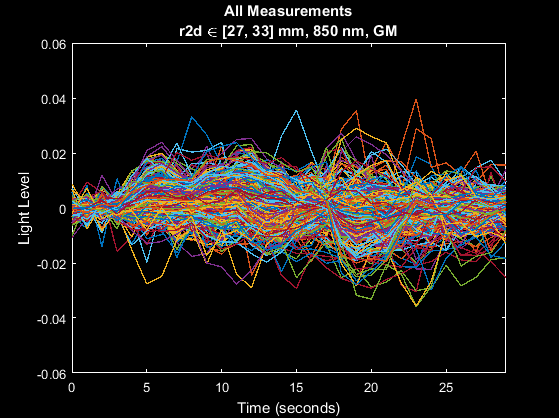 All Measurements
r2d ∈ [27, 33] mm, 850 nm, GM
0.06
0.04
0.02
0
-0.02
-0.04
-0.06
Light Level
0 5 10 15 20 25
Time (seconds)